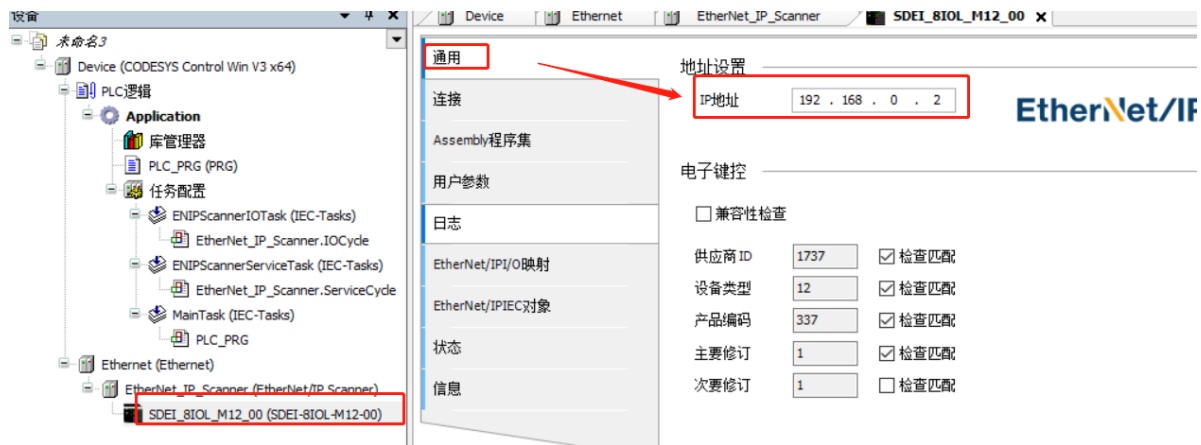 设备
Device
Ethernet
EtherNet_IP_Scanner
SDEI_8IOL_M12_00
未命名3
Device (CODESYS Control Win V3 x64)
PLC逻辑
Application
库管理器
PLC_PRG (PRG)
任务配置
ENIPScannerIOTask (IEC-Tasks)
EtherNet_IP_Scanner.IOCycle
ENIPScannerServiceTask (IEC-Tasks)
EtherNet_IP_Scanner.ServiceCycle
MainTask (IEC-Tasks)
PLC_PRG
Ethernet (Ethernet)
EtherNet_IP_Scanner (EtherNet/IP Scanner)
SDEI_8IOL_M12_00 (SDEI-8IOL-M12-00)
通用
连接
Assembly程序集
用户参数
日志
EtherNet/IPI/O映射
EtherNet/IPIEC对象
状态
信息
地址设置
IP地址 192 . 168 . 0 . 2
EtherNet/IP
电子键控
兼容性检查
供应商ID 1737 检查匹配
设备类型 12 检查匹配
产品编码 337 检查匹配
主要修订 1 检查匹配
次要修订 1 检查匹配